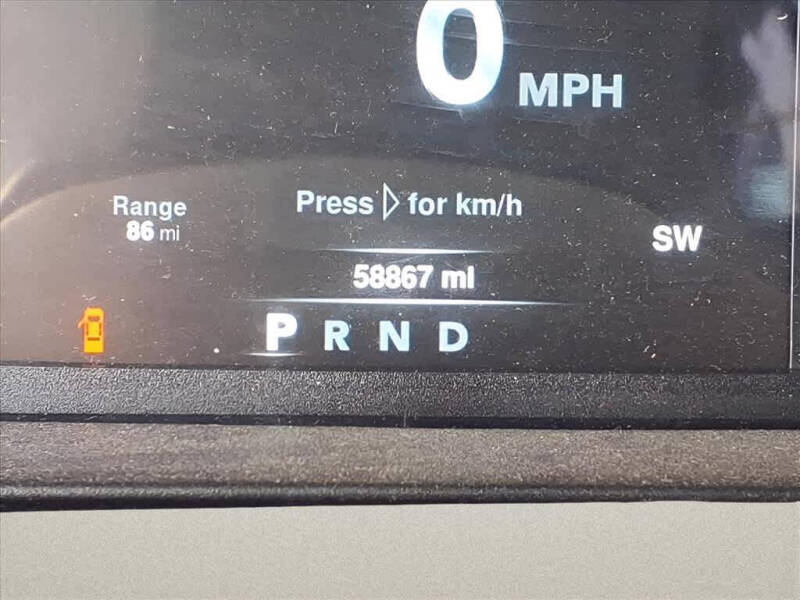 0 MPH
Range
86 mi
Press ▷ for km/h
SW
58867 mi
P R N D